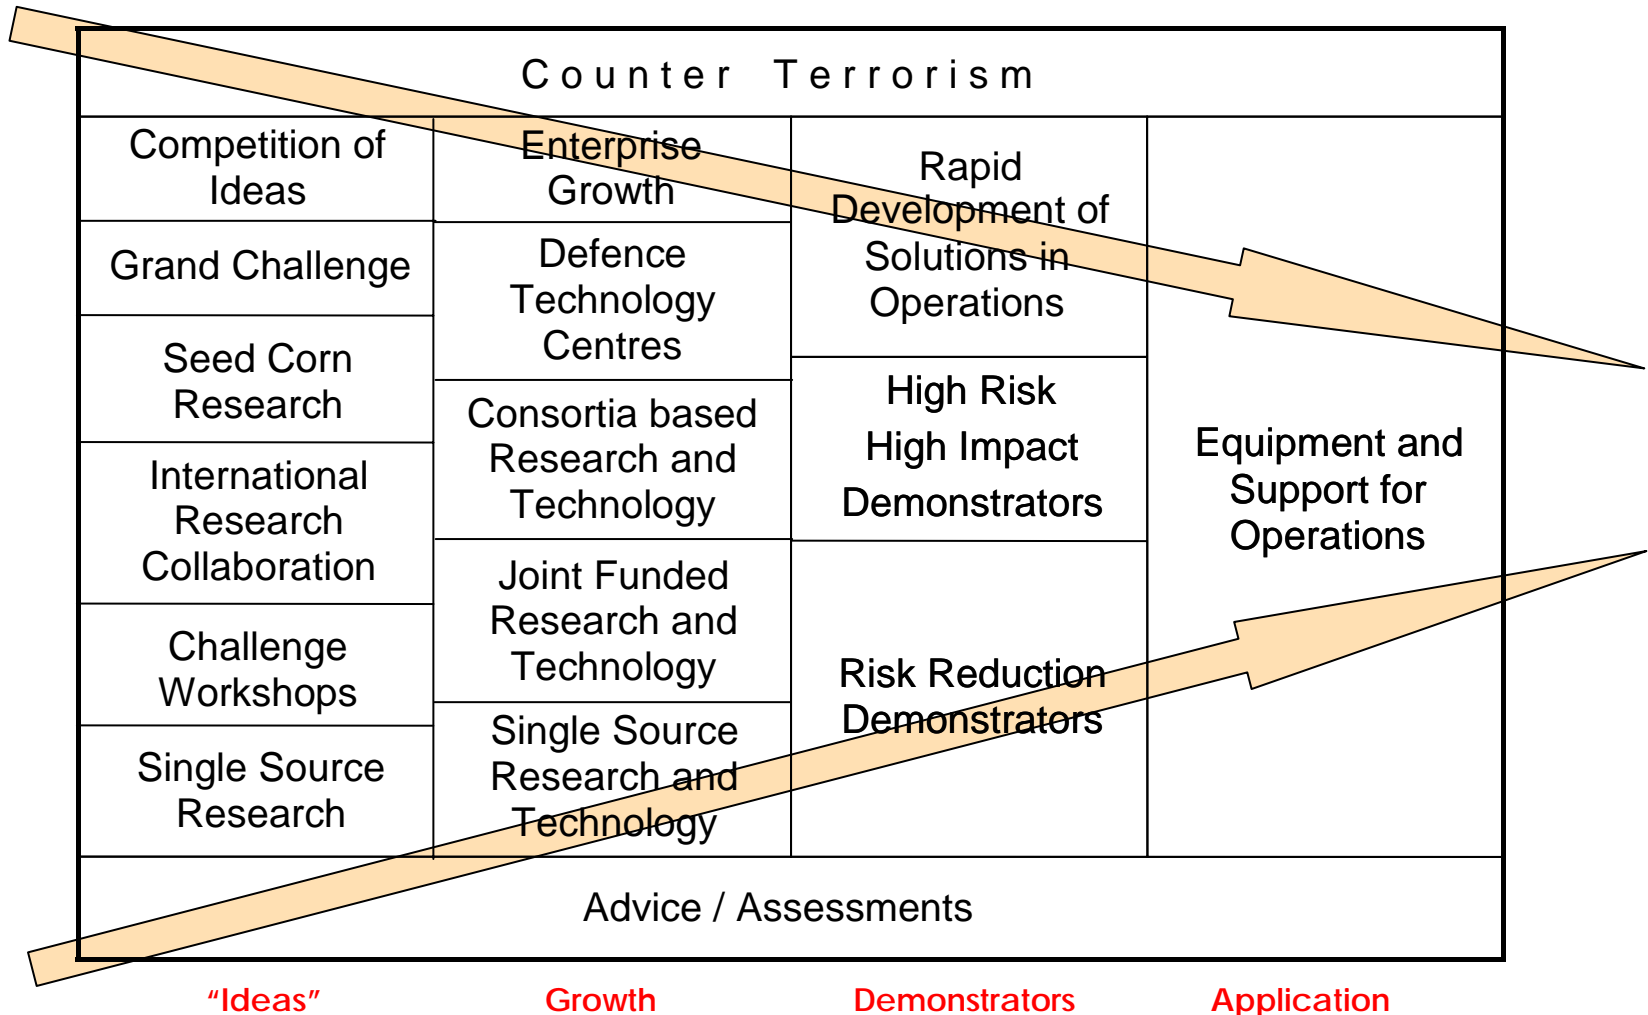 Counter Terrorism
Competition of
Ideas
Grand Challenge
Seed Corn
Research
International
Research
Collaboration
Challenge
Workshops
Single Source
Research
Enterprise
Growth
Defence
Technology
Centres
Consortia based
Research and
Technology
Joint Funded
Research and
Technology
Single Source
Research and
Technology
Rapid
Development of
Solutions in
Operations
High Risk
High Impact
Demonstrators
Risk Reduction
Demonstrators
Equipment and
Support for
Operations
Advice / Assessments
“Ideas”
Growth
Demonstrators
Application